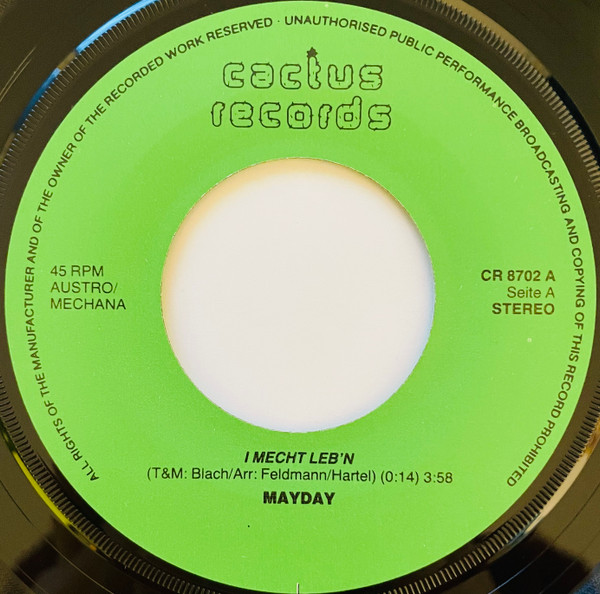 ALL RIGHTS OF THE MANUFACTURER AND OF THE OWNER OF THE RECORDED WORK RESERVED · UNAUTHORISED PUBLIC PERFORMANCE BROADCASTING AND COPYING OF THIS RECORD PROHIBITED
cactus
records
45 RPM
AUSTRO/
MECHANA
CR 8702 A
Seite A
STEREO
I MECHT LEB'N
(T&M: Blach/Arr: Feldmann/Hartel) (0:14) 3:58
MAYDAY